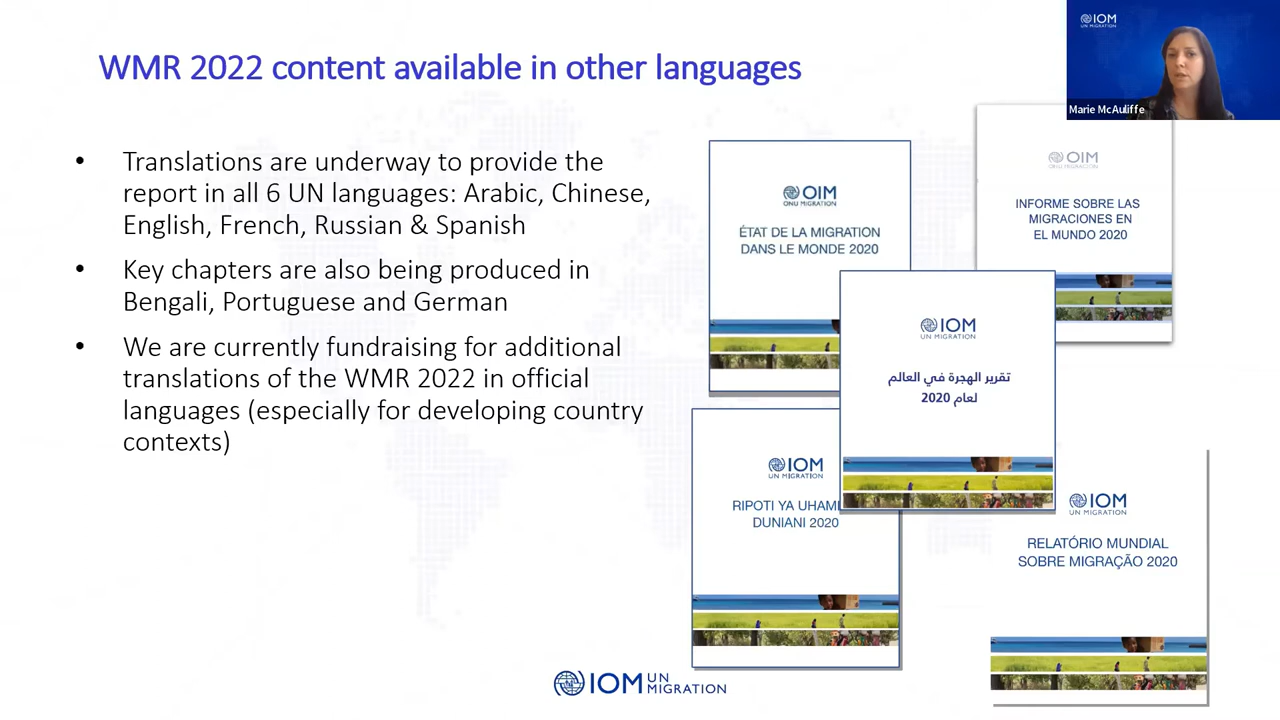 WMR 2022 content available in other languages
• Translations are underway to provide the
report in all 6 UN languages: Arabic, Chinese,
English, French, Russian & Spanish
• Key chapters are also being produced in
Bengali, Portuguese and German
• We are currently fundraising for additional
translations of the WMR 2022 in official
languages (especially for developing country
contexts)
IOM
UN MIGRATION
Marie McAuliffe
OIM
ONU MIGRATION
ÉTAT DE LA MIGRATION
DANS LE MONDE 2020
OIM
ONU MIGRACIÓN
INFORME SOBRE LAS
MIGRACIONES EN
EL MUNDO 2020
IOM
UN MIGRATION
تقرير الهجرة في العالم
لعام 2020
IOM
UN MIGRATION
RIPOTI YA
DUNIANI 2020
IOM
UN MIGRATION
RELATÓRIO MUNDIAL
SOBRE MIGRAÇÃO 2020
IOM UN
MIGRATION